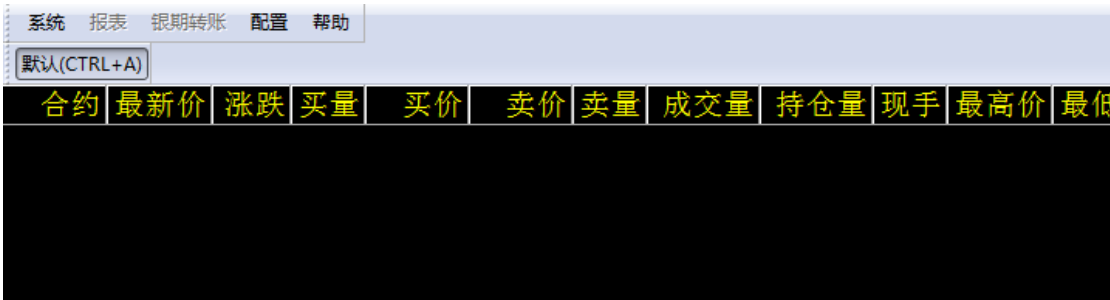 系统 报表 银期转账 配置 帮助
默认(CTRL+A)
合约 最新价 涨跌 买量 买价 卖价 卖量 成交量 持仓量 现手 最高价 最低